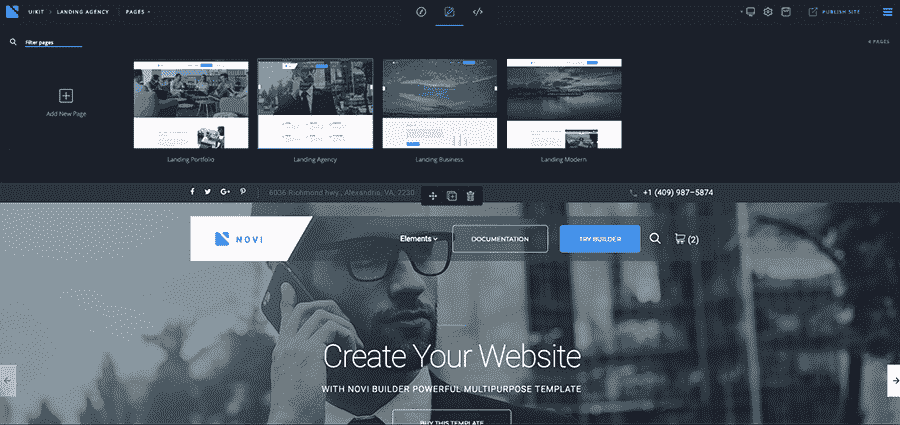 UIKIT › LANDING AGENCY PAGES
</> PUBLISH SITE
Filter pages
4 PAGES
Add New Page
Landing Portfolio
Landing Agency
Landing Business
Landing Modern
6036 Richmond hwy., Alexandria, VA, 2230
+1 (409) 987-5874
NOVI
Elements
DOCUMENTATION
TRY BUILDER
(2)
Create Your Website
WITH NOVI BUILDER POWERFUL MULTIPURPOSE TEMPLATE
BUY THIS TEMPLATE